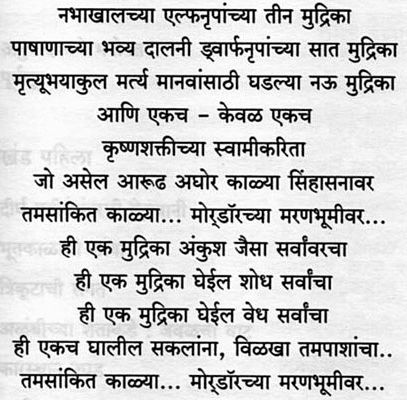 नभाखालच्या एल्फनृपांच्या तीन मुद्रिका
पाषाणाच्या भव्य दालनी ड्वार्फनृपांच्या सात मुद्रिका
मृत्यूभयाकुल मर्त्य मानवांसाठी घडल्या नऊ मुद्रिका
आणि एकच – केवळ एकच
कृष्णशक्तीच्या स्वामीकरिता
जो असेल आरूढ अघोर काळ्या सिंहासनावर
तमसांकित काळ्या... मोर्डॉरच्या मरणभूमीवर...
ही एक मुद्रिका अंकुश जैसा सर्वांवरचा
ही एक मुद्रिका घेईल शोध सर्वांचा
ही एक मुद्रिका घेईल वेध सर्वांचा
ही एकच घालील सकलांना, विळखा तमपाशांचा..
तमसांकित काळ्या... मोर्डॉरच्या मरणभूमीवर...